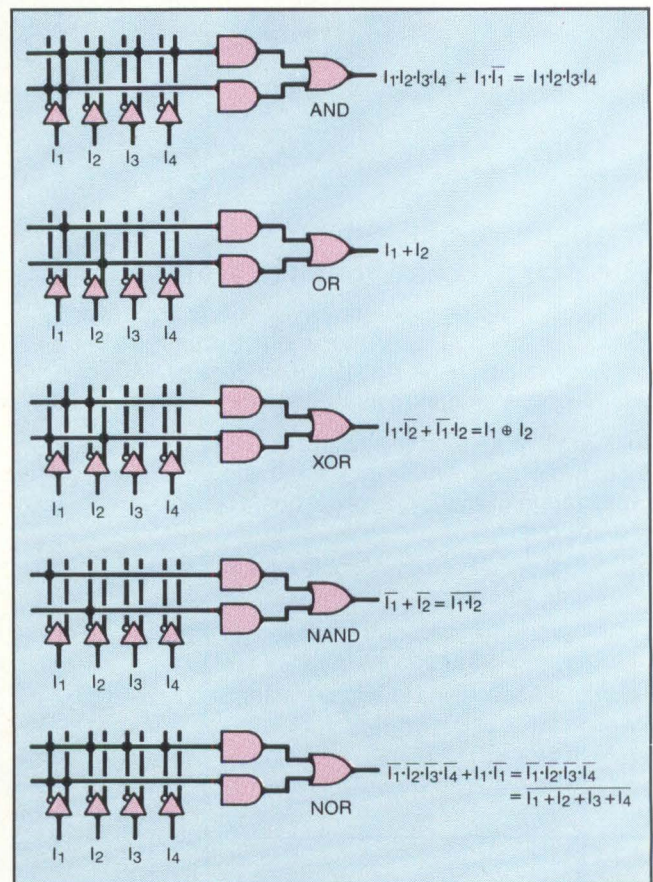 I₁·I₂·I₃·I₄ + I₁·I̅₁ = I₁·I₂·I₃·I₄
AND
I₁ I₂ I₃ I₄
I₁ + I₂
OR
I₁ I₂ I₃ I₄
I₁·I̅₂ + I̅₁·I₂ = I₁ ⊕ I₂
XOR
I₁ I₂ I₃ I₄
I̅₁ + I̅₂ = \overline{I₁·I₂}
NAND
I₁ I₂ I₃ I₄
I̅₁·I̅₂·I̅₃·I̅₄ + I₁·I̅₁ = I̅₁·I̅₂·I̅₃·I̅₄
= \overline{I₁ + I₂ + I₃ + I₄}
NOR
I₁ I₂ I₃ I₄